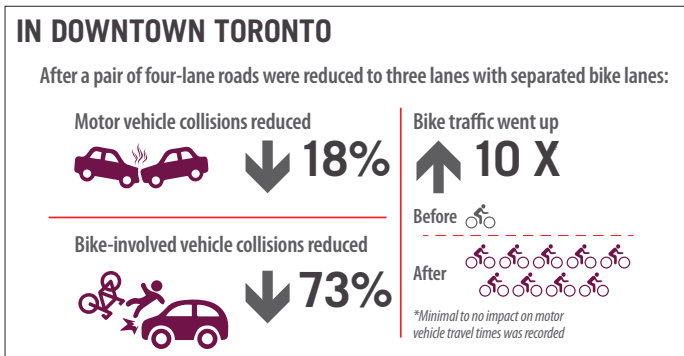 IN DOWNTOWN TORONTO
After a pair of four-lane roads were reduced to three lanes with separated bike lanes:
Motor vehicle collisions reduced
18%
Bike-involved vehicle collisions reduced
73%
Bike traffic went up
10 X
Before
After
*Minimal to no impact on motor
vehicle travel times was recorded